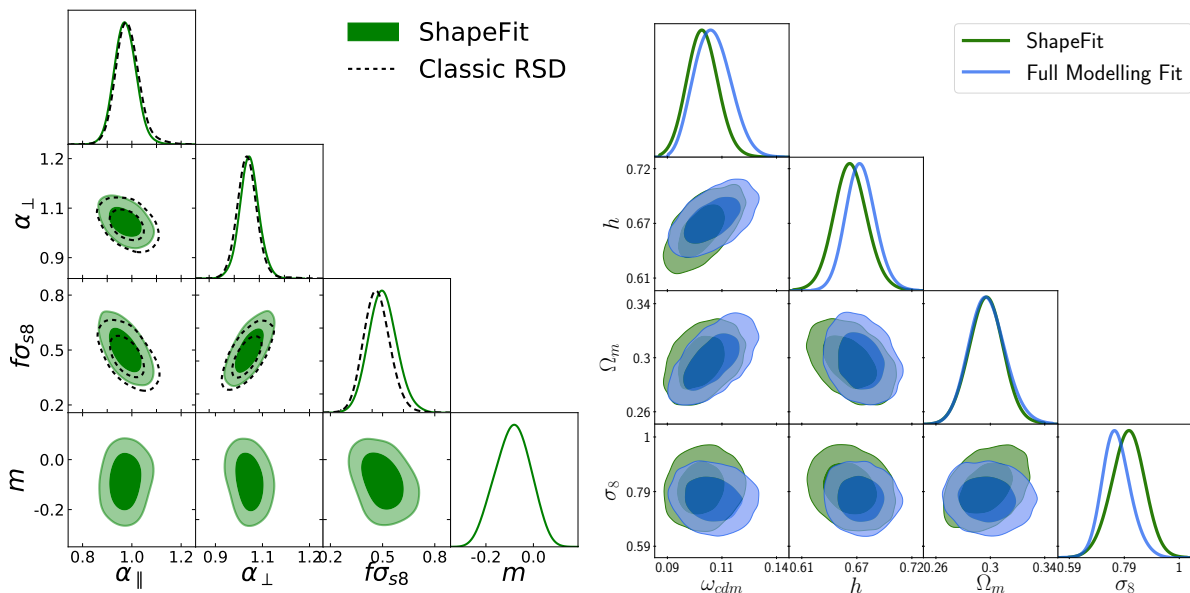 ShapeFit
Classic RSD
1.2
1.1
0.9
α⊥
0.8
0.5
0.2
fσs8
0.0
-0.2
m
0.8 1.0 1.2
0.9 1.1 1.2
0.2 0.5 0.8
-0.2 0.0
α∥ α⊥ fσs8 m
ShapeFit
Full Modelling Fit
0.72
0.67
0.61
h
0.34
0.3
0.26
Ωm
1
0.79
0.59
σ8
0.09 0.11 0.14
0.61 0.67 0.72
0.26 0.3 0.34
0.59 0.79 1
ωcdm h Ωm σ8